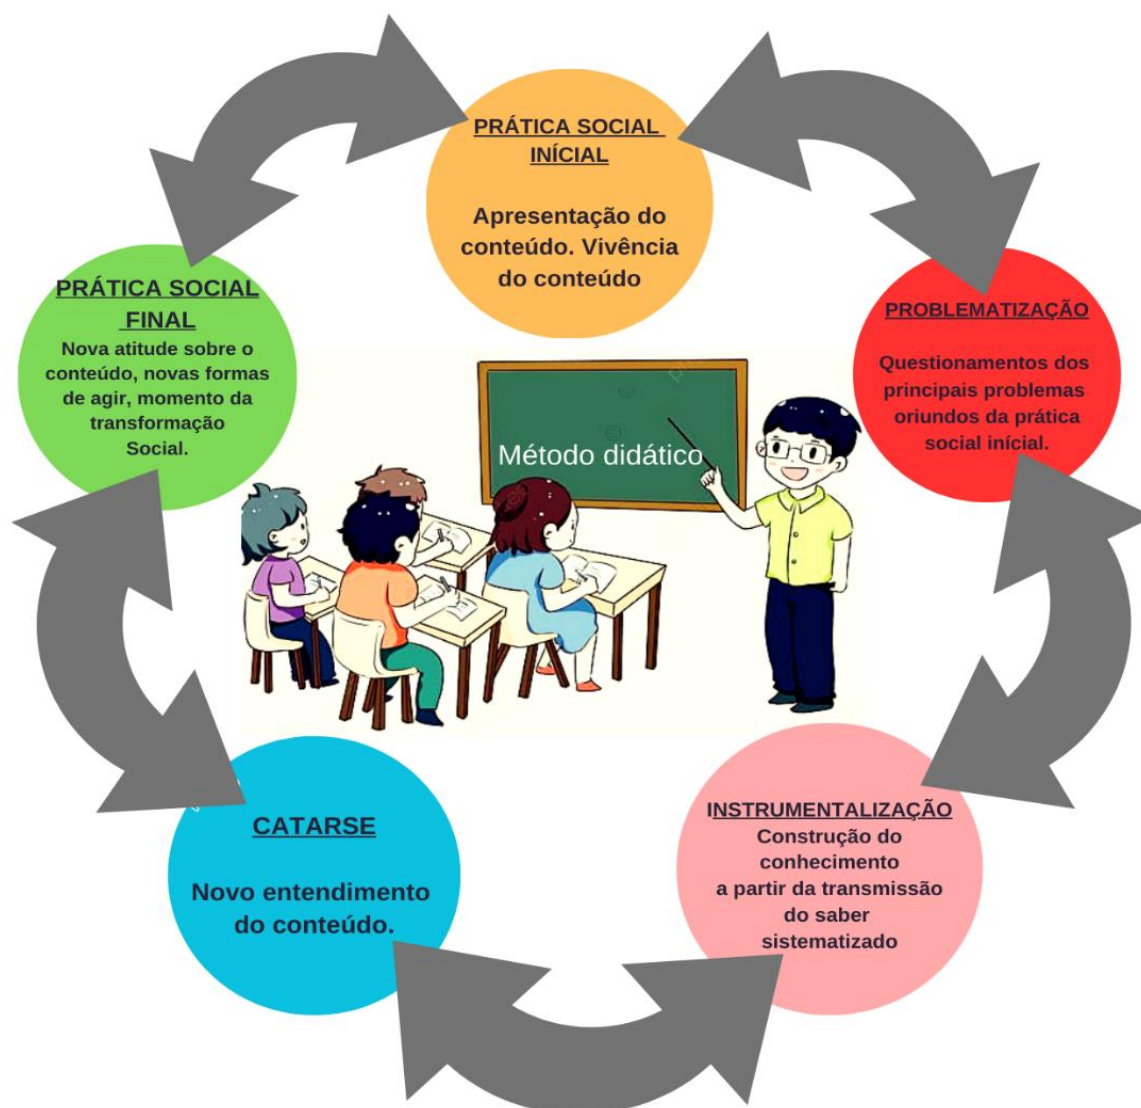 PRÁTICA SOCIAL
INÍCIAL
Apresentação do
conteúdo. Vivência
do conteúdo
PROBLEMATIZAÇÃO
Questionamentos dos
principais problemas
oriundos da prática
social inícial.
INSTRUMENTALIZAÇÃO
Construção do
conhecimento
a partir da transmissão
do saber
sistematizado
CATARSE
Novo entendimento
do conteúdo.
PRÁTICA SOCIAL
FINAL
Nova atitude sobre o
conteúdo, novas formas
de agir, momento da
transformação
Social.
Método didático